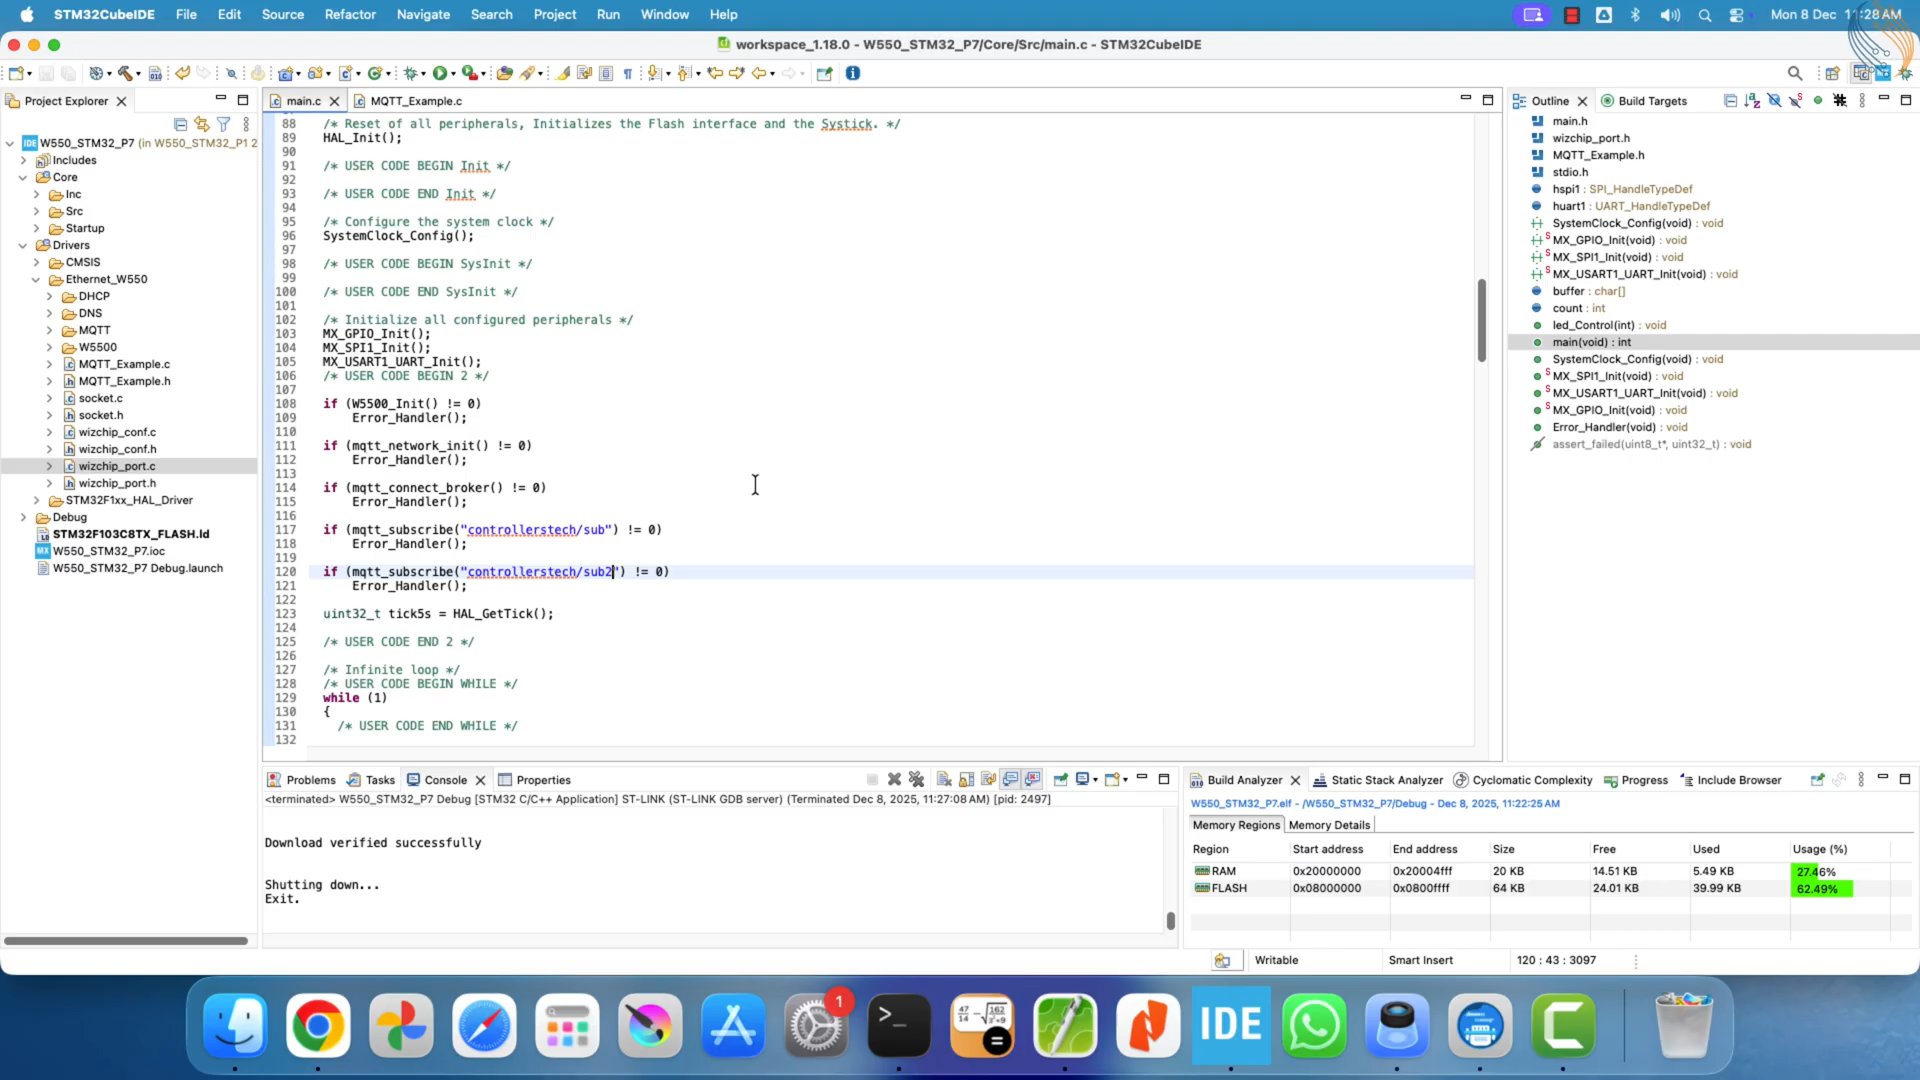 STM32CubeIDE File Edit Source Refactor Navigate Search Project Run Window Help Mon 8 Dec 11:28 AM
workspace_1.18.0 - W550_STM32_P7/Core/Src/main.c - STM32CubeIDE
Project Explorer
W550_STM32_P7 (in W550_STM32_P1 2
Includes
Core
Inc
Src
Startup
Drivers
CMSIS
Ethernet_W550
DHCP
DNS
MQTT
W5500
MQTT_Example.c
MQTT_Example.h
socket.c
socket.h
wizchip_conf.c
wizchip_conf.h
wizchip_port.c
wizchip_port.h
STM32F1xx_HAL_Driver
Debug
STM32F103C8TX_FLASH.ld
W550_STM32_P7.ioc
W550_STM32_P7 Debug.launch
main.c MQTT_Example.c
88 /* Reset of all peripherals, Initializes the Flash interface and the Systick. */
89 HAL_Init();
90
91 /* USER CODE BEGIN Init */
92
93 /* USER CODE END Init */
94
95 /* Configure the system clock */
96 SystemClock_Config();
97
98 /* USER CODE BEGIN SysInit */
99
100 /* USER CODE END SysInit */
101
102 /* Initialize all configured peripherals */
103 MX_GPIO_Init();
104 MX_SPI1_Init();
105 MX_USART1_UART_Init();
106 /* USER CODE BEGIN 2 */
107
108 if (W5500_Init() != 0)
109 Error_Handler();
110
111 if (mqtt_network_init() != 0)
112 Error_Handler();
113
114 if (mqtt_connect_broker() != 0)
115 Error_Handler();
116
117 if (mqtt_subscribe("controllerstech/sub") != 0)
118 Error_Handler();
119
120 if (mqtt_subscribe("controllerstech/sub2") != 0)
121 Error_Handler();
122
123 uint32_t tick5s = HAL_GetTick();
124
125 /* USER CODE END 2 */
126
127 /* Infinite loop */
128 /* USER CODE BEGIN WHILE */
129 while (1)
130 {
131 /* USER CODE END WHILE */
132
Outline Build Targets
main.h
wizchip_port.h
MQTT_Example.h
stdio.h
hspi1 : SPI_HandleTypeDef
huart1 : UART_HandleTypeDef
SystemClock_Config(void) : void
MX_GPIO_Init(void) : void
MX_SPI1_Init(void) : void
MX_USART1_UART_Init(void) : void
buffer : char[]
count : int
led_Control(int) : void
main(void) : int
SystemClock_Config(void) : void
MX_SPI1_Init(void) : void
MX_USART1_UART_Init(void) : void
MX_GPIO_Init(void) : void
Error_Handler(void) : void
assert_failed(uint8_t*, uint32_t) : void
Problems Tasks Console Properties
<terminated> W550_STM32_P7 Debug [STM32 C/C++ Application] ST-LINK (ST-LINK GDB server) (Terminated Dec 8, 2025, 11:27:08 AM) [pid: 2497]
Download verified successfully
Shutting down...
Exit.
Build Analyzer Static Stack Analyzer Cyclomatic Complexity Progress Include Browser
W550_STM32_P7.elf - /W550_STM32_P7/Debug - Dec 8, 2025, 11:22:25 AM
Memory Regions Memory Details
Region Start address End address Size Free Used Usage (%)
RAM 0x20000000 0x20004fff 20 KB 14.51 KB 5.49 KB 27.46%
FLASH 0x08000000 0x0800ffff 64 KB 24.01 KB 39.99 KB 62.49%
Writable Smart Insert 120 : 43 : 3097
1
IDE